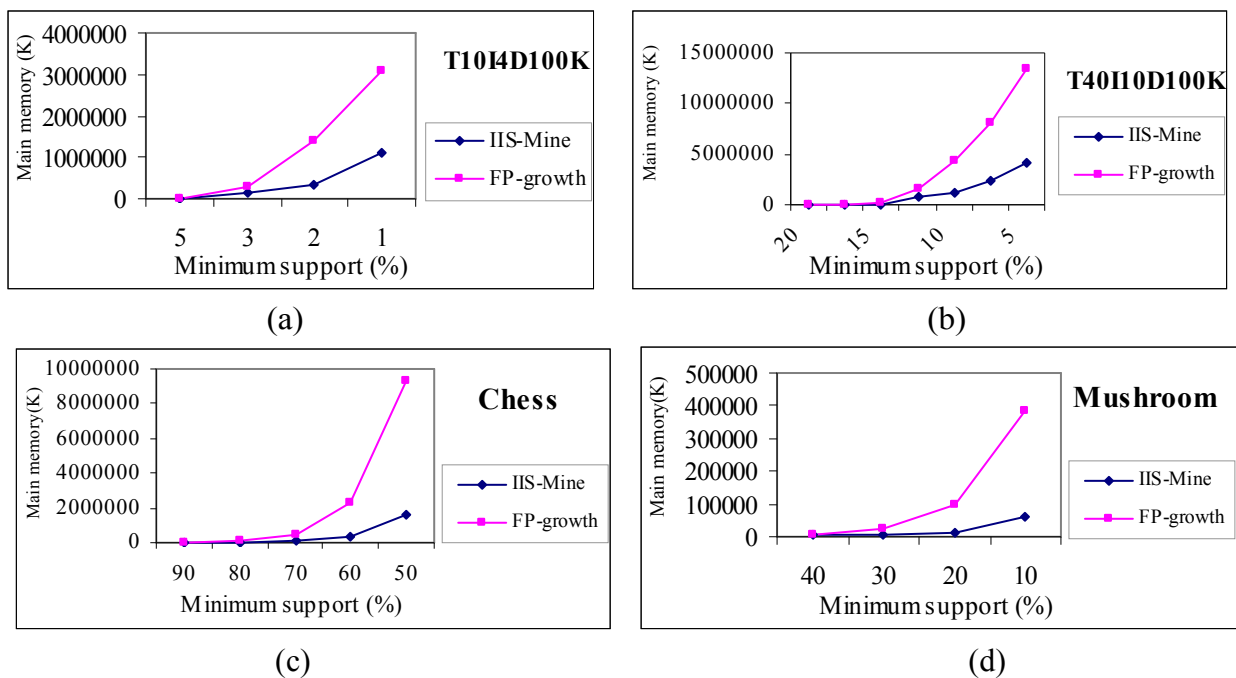 T10I4D100K
Main memory (K)
4000000
3000000
2000000
1000000
0
5 3 2 1
Minimum support (%)
IIS-Mine
FP-growth
(a)
T40I10D100K
Main memory (K)
15000000
10000000
5000000
0
20 15 10 5
Minimum support (%)
IIS-Mine
FP-growth
(b)
Chess
Main memory(K)
10000000
8000000
6000000
4000000
2000000
0
90 80 70 60 50
Minimum support (%)
IIS-Mine
FP-growth
(c)
Mushroom
Main memory(K)
500000
400000
300000
200000
100000
0
40 30 20 10
Minimum support (%)
IIS-Mine
FP-growth
(d)